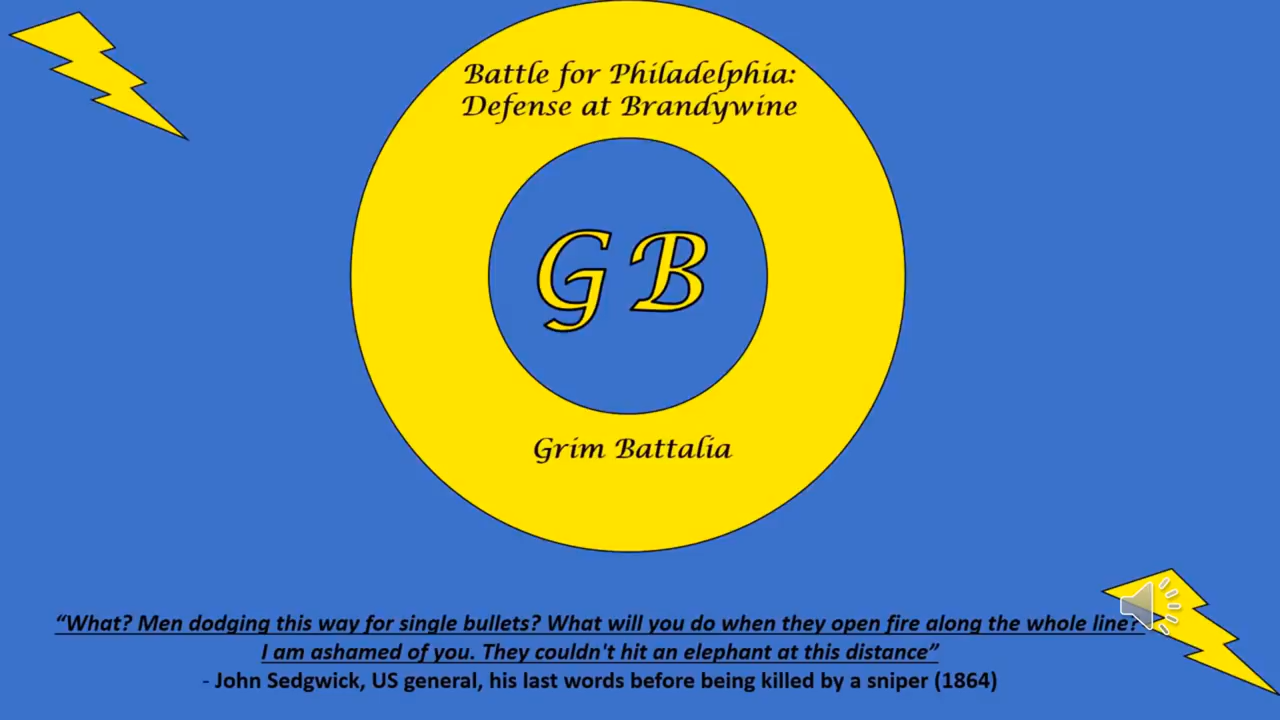 Battle for Philadelphia:
Defense at Brandywine
G B
Grim Battalia
“What? Men dodging this way for single bullets? What will you do when they open fire along the whole line?
I am ashamed of you. They couldn't hit an elephant at this distance”
- John Sedgwick, US general, his last words before being killed by a sniper (1864)